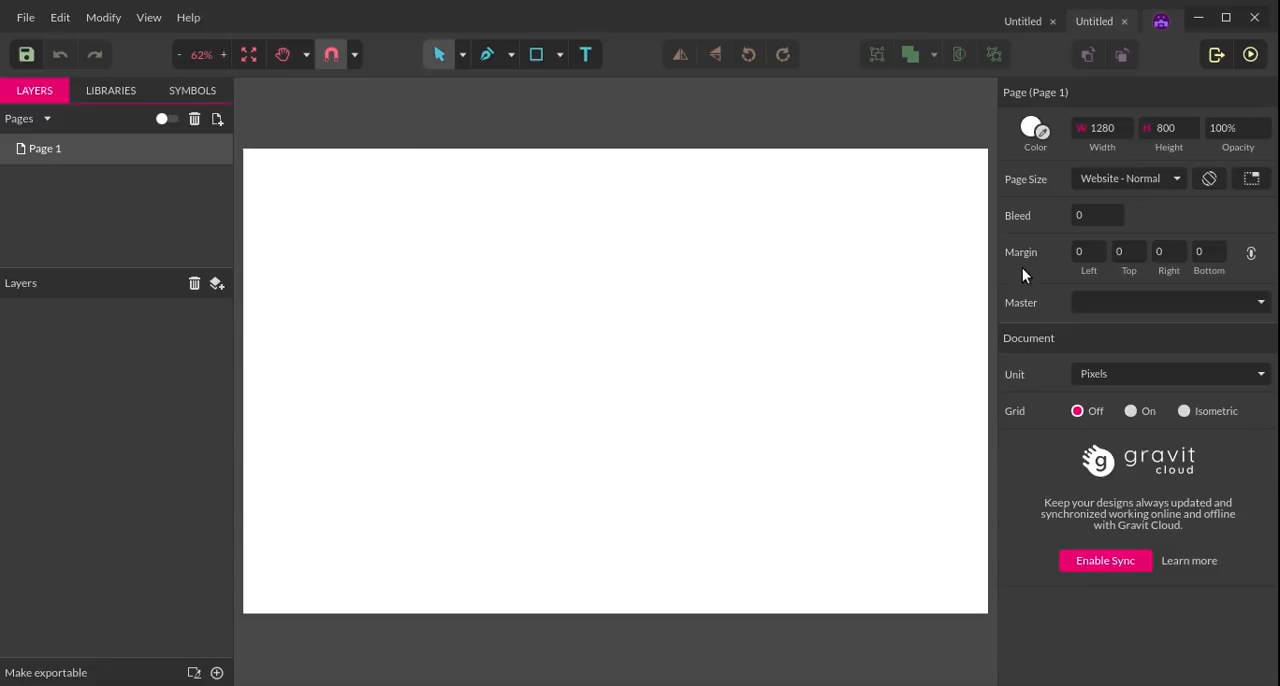 File Edit Modify View Help Untitled × Untitled ×
- 62% + T
LAYERS LIBRARIES SYMBOLS
Pages
Page 1
Layers
Make exportable
Page (Page 1)
W 1280 H 800 100%
Color Width Height Opacity
Page Size Website - Normal
Bleed 0
Margin 0 0 0 0
Left Top Right Bottom
Master
Document
Unit Pixels
Grid Off On Isometric
g gravit
cloud
Keep your designs always updated and
synchronized working online and offline
with Gravit Cloud.
Enable Sync Learn more